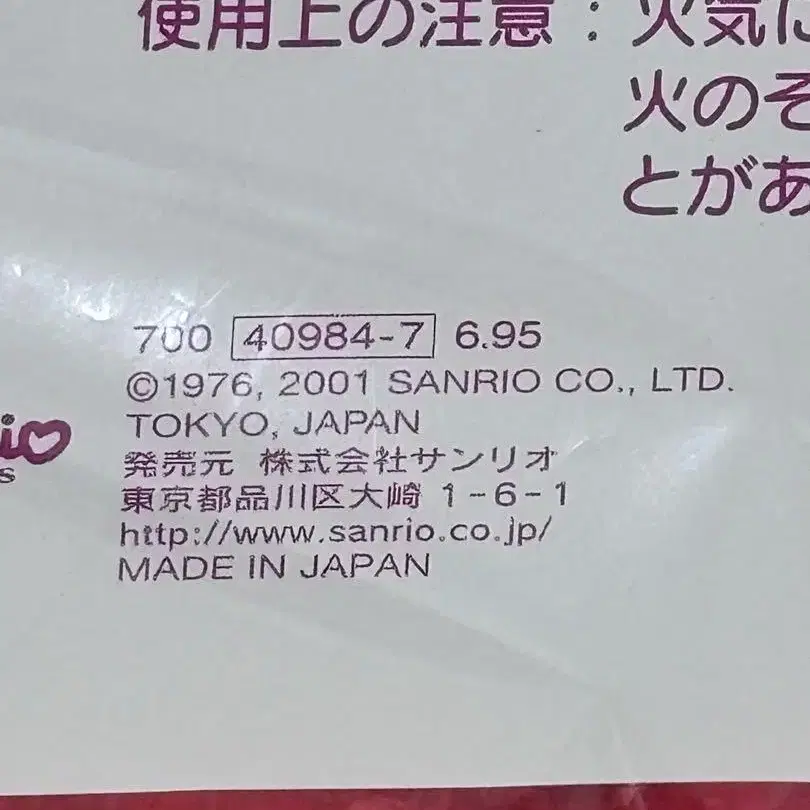 使用上の注意：火気に
火のそ
とがあ
700 40984-7 6.95
©1976, 2001 SANRIO CO., LTD.
TOKYO, JAPAN
発売元 株式会社サンリオ
東京都品川区大崎 1-6-1
http://www.sanrio.co.jp/
MADE IN JAPAN